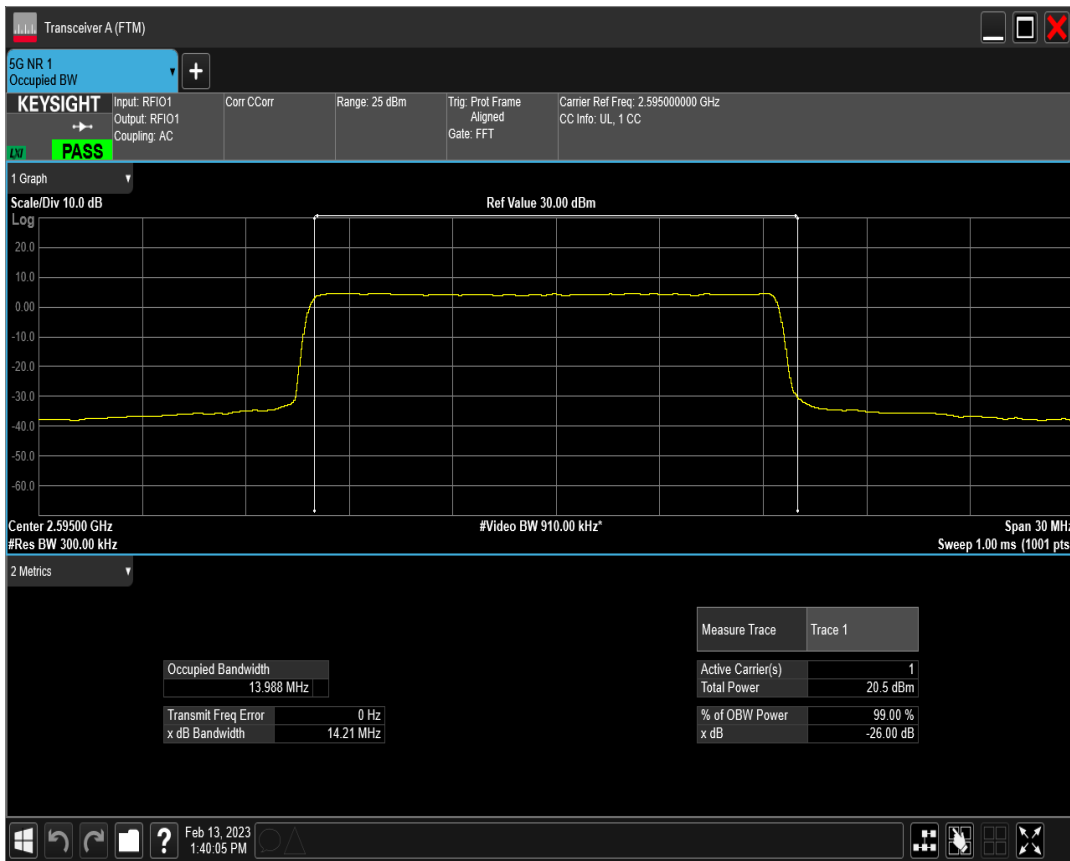 Transceiver A (FTM)
5G NR 1
Occupied BW
+
KEYSIGHT
LXI
PASS
Input: RFIO1
Output: RFIO1
Coupling: AC
Corr CCorr
Range: 25 dBm
Trig: Prot Frame
Aligned
Gate: FFT
Carrier Ref Freq: 2.595000000 GHz
CC Info: UL, 1 CC
1 Graph
Scale/Div 10.0 dB
Ref Value 30.00 dBm
Log
20.0
10.0
0.00
-10.0
-20.0
-30.0
-40.0
-50.0
-60.0
Center 2.59500 GHz
#Video BW 910.00 kHz*
Span 30 MHz
#Res BW 300.00 kHz
Sweep 1.00 ms (1001 pts
2 Metrics
Measure Trace Trace 1
Occupied Bandwidth
13.988 MHz
Active Carrier(s) 1
Total Power 20.5 dBm
Transmit Freq Error 0 Hz
x dB Bandwidth 14.21 MHz
% of OBW Power 99.00 %
x dB -26.00 dB
?
Feb 13, 2023
1:40:05 PM